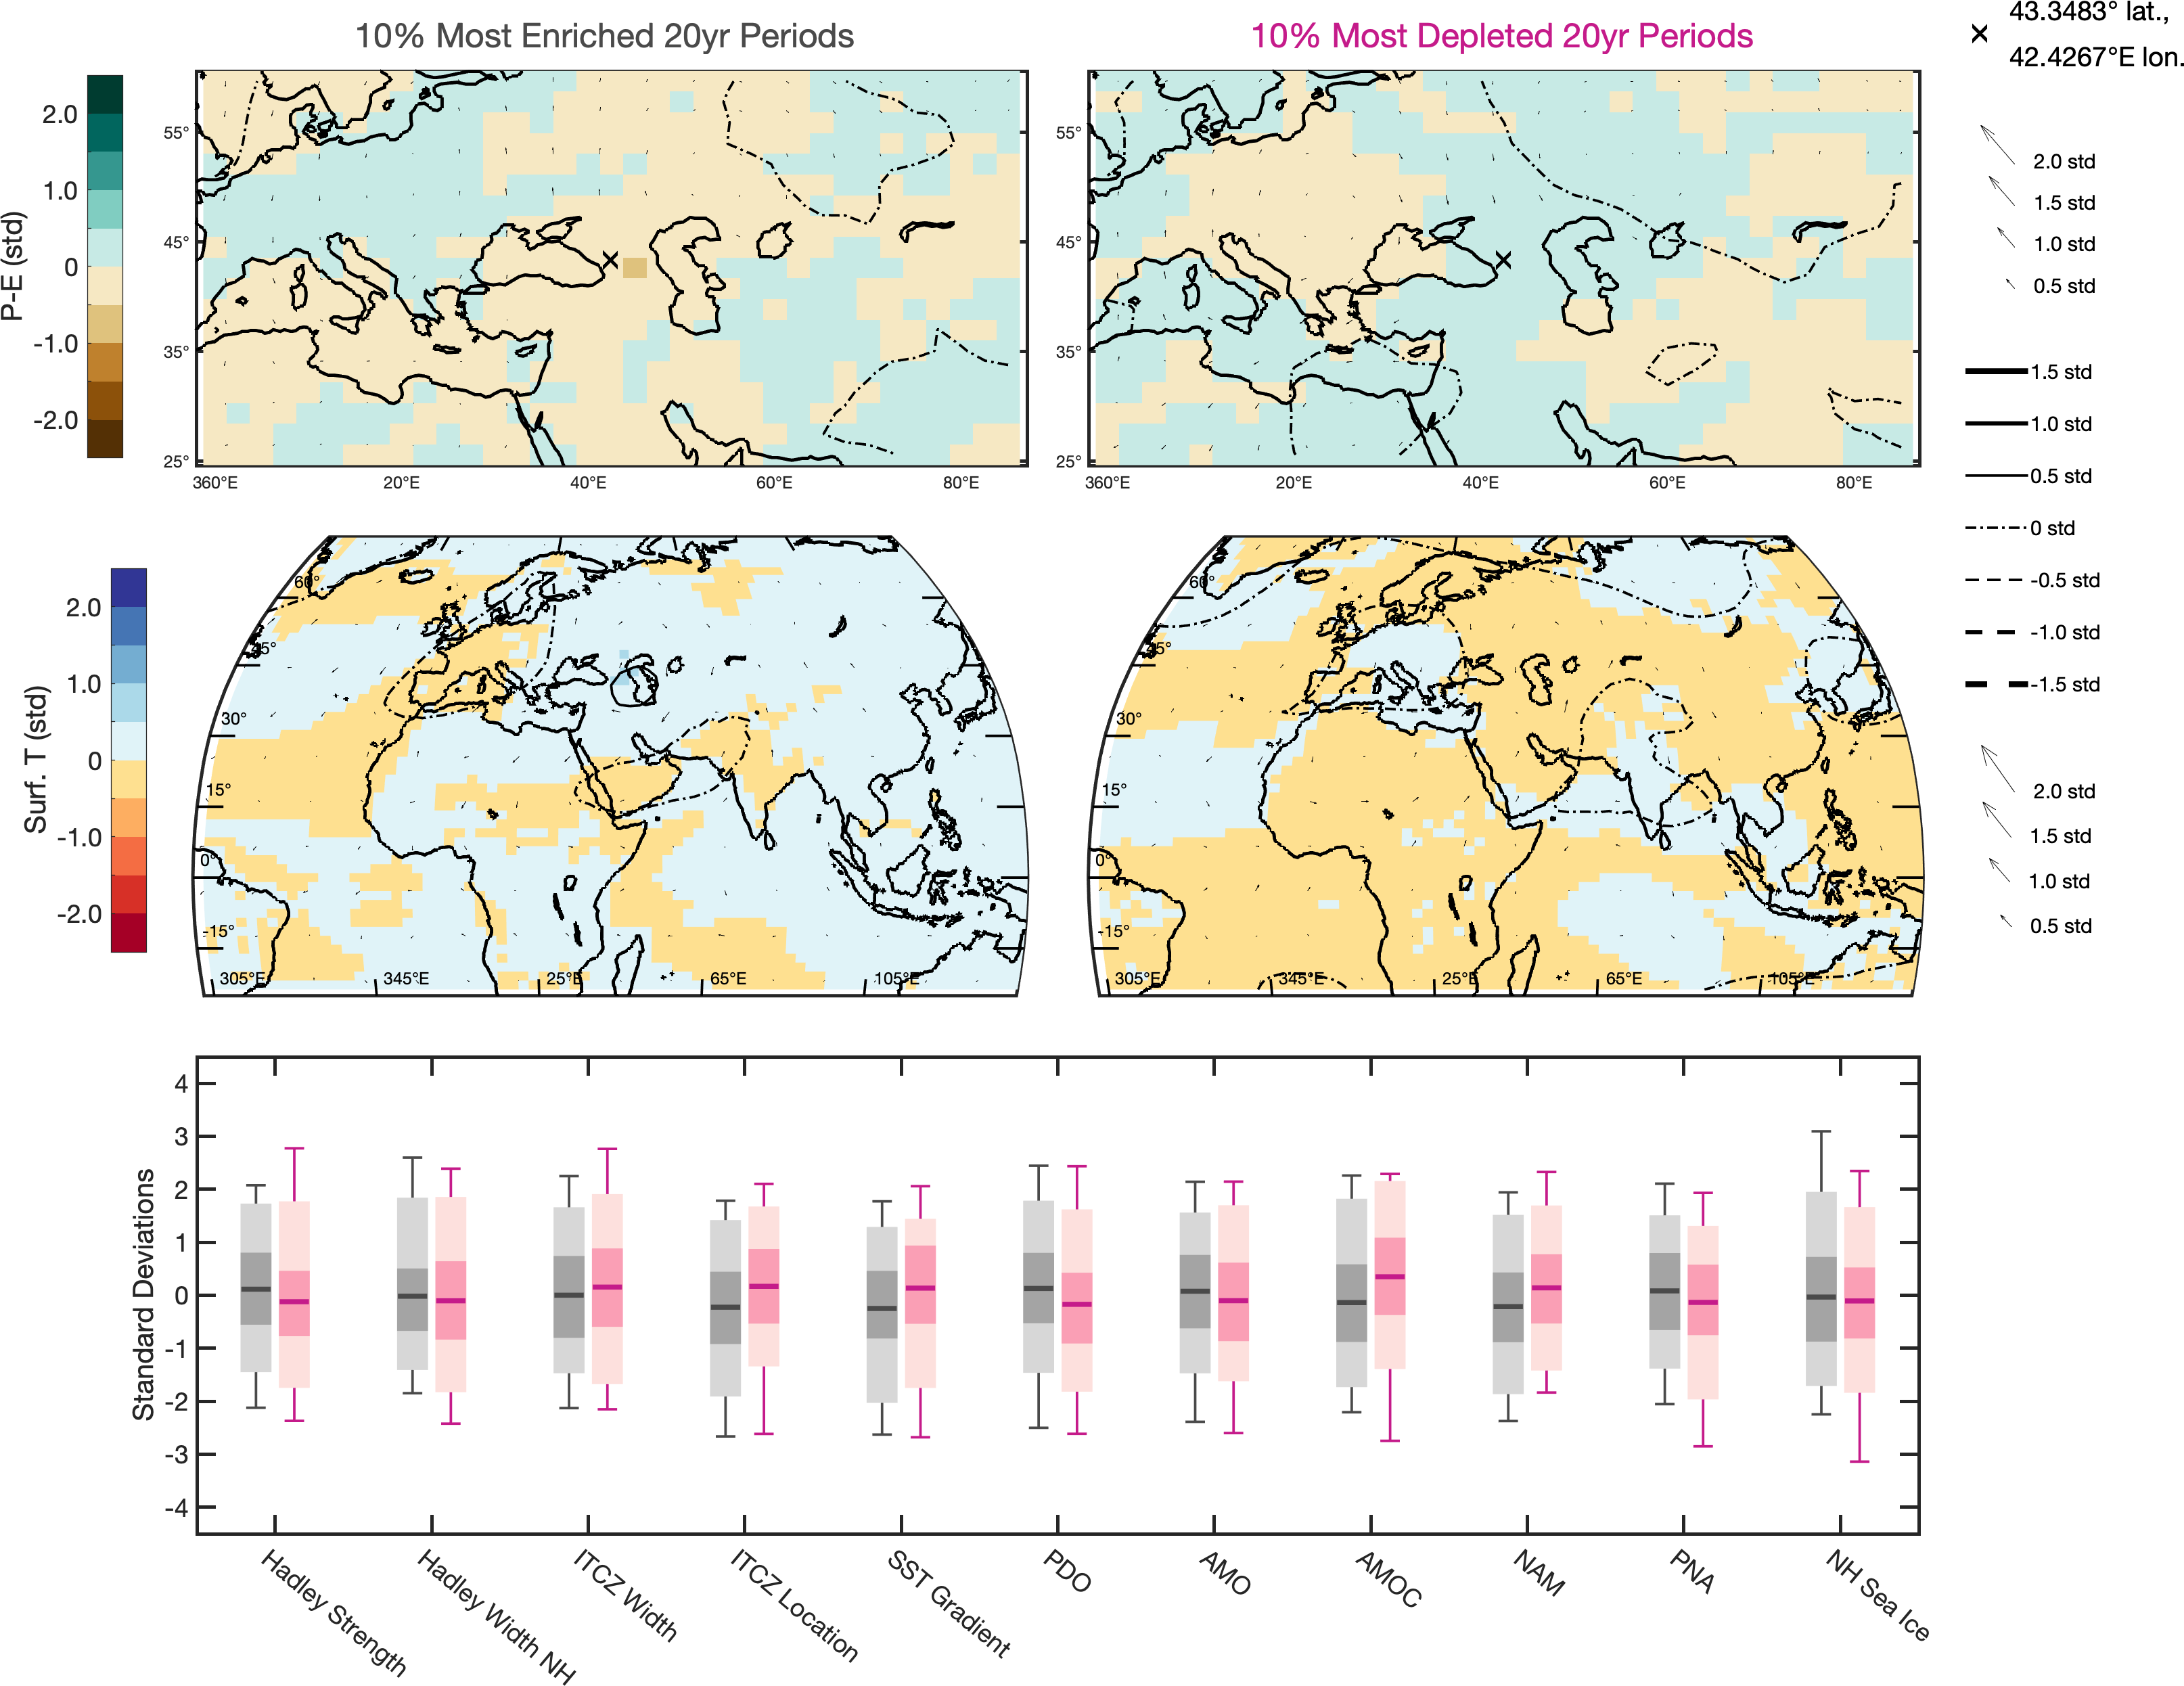 10% Most Enriched 20yr Periods
10% Most Depleted 20yr Periods
43.3483° lat.,
42.4267°E lon.
P-E (std)
2.0
1.0
0
-1.0
-2.0
55°
45°
35°
25°
360°E
20°E
40°E
60°E
80°E
55°
45°
35°
25°
360°E
20°E
40°E
60°E
80°E
2.0 std
1.5 std
1.0 std
0.5 std
1.5 std
1.0 std
0.5 std
0 std
-0.5 std
-1.0 std
-1.5 std
Surf. T (std)
2.0
1.0
0
-1.0
-2.0
60°
45°
30°
15°
0°
-15°
305°E
345°E
25°E
65°E
105°E
60°
45°
30°
15°
0°
-15°
305°E
345°E
25°E
65°E
105°E
2.0 std
1.5 std
1.0 std
0.5 std
Standard Deviations
4
3
2
1
0
-1
-2
-3
-4
Hadley Strength
Hadley Width NH
ITCZ Width
ITCZ Location
SST Gradient
PDO
AMO
AMOC
NAM
PNA
NH Sea Ice